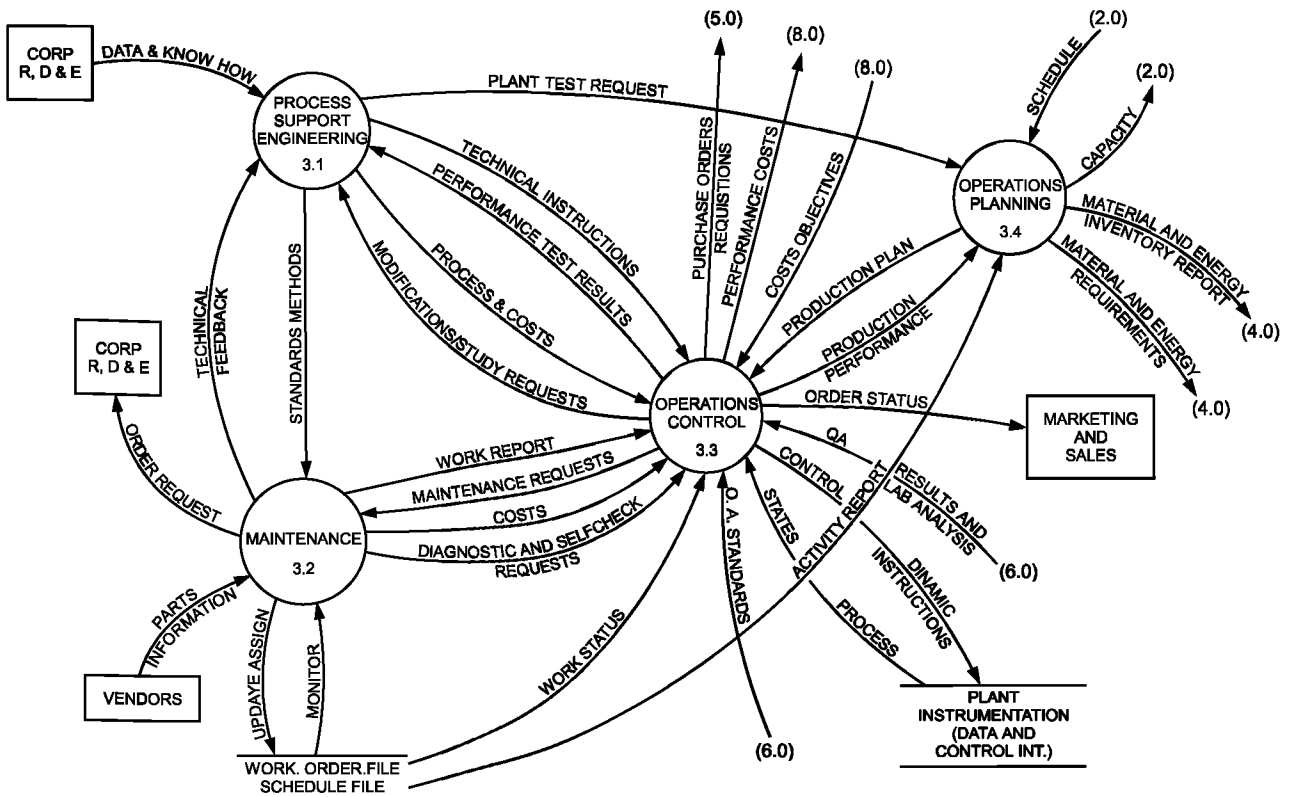 CORP
R, D & E
DATA & KNOW HOW
PROCESS
SUPPORT
ENGINEERING
3.1
PLANT TEST REQUEST
(5.0)
(8.0)
(8.0)
(2.0)
(2.0)
SCHEDULE
CAPACITY
OPERATIONS
PLANNING
3.4
MATERIAL AND ENERGY
INVENTORY REPORT
(4.0)
MATERIAL AND ENERGY
REQUIREMENTS
(4.0)
PURCHASE ORDERS
REQUISTIONS
PERFORMANCE COSTS
COSTS OBJECTIVES
TECHNICAL INSTRUCTIONS
PERFORMANCE TEST RESULTS
PROCESS & COSTS
MODIFICATIONS/STUDY REQUESTS
STANDARDS METHODS
TECHNICAL
FEEDBACK
PRODUCTION PLAN
PRODUCTION
PERFORMANCE
CORP
R, D & E
ORDER REQUEST
OPERATIONS
CONTROL
3.3
ORDER STATUS
MARKETING
AND
SALES
WORK REPORT
MAINTENANCE REQUESTS
COSTS
DIAGNOSTIC AND SELFCHECK
REQUESTS
MAINTENANCE
3.2
QA
RESULTS AND
LAB ANALYSIS
(6.0)
CONTROL
DINAMIC
INSTRUCTIONS
STATES
PROCESS
Q. A. STANDARDS
(6.0)
ACTIVITY REPORT
WORK STATUS
PARTS
INFORMATION
VENDORS
UPDAYE ASSIGN
MONITOR
WORK. ORDER.FILE
SCHEDULE FILE
PLANT
INSTRUMENTATION
(DATA AND
CONTROL INT.)